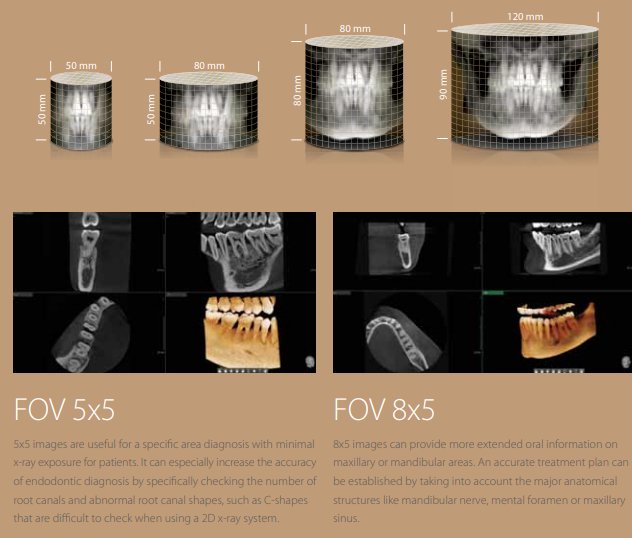 120 mm
80 mm
50 mm
80 mm
50 mm
50 mm
80 mm
90 mm
FOV 5x5
5x5 images are useful for a specific area diagnosis with minimal
x-ray exposure for patients. It can especially increase the accuracy
of endodontic diagnosis by specifically checking the number of
root canals and abnormal root canal shapes, such as C-shapes
that are difficult to check when using a 2D x-ray system.
FOV 8x5
8x5 images can provide more extended oral information on
maxillary or mandibular areas. An accurate treatment plan can
be established by taking into account the major anatomical
structures like mandibular nerve, mental foramen or maxillary
sinus.